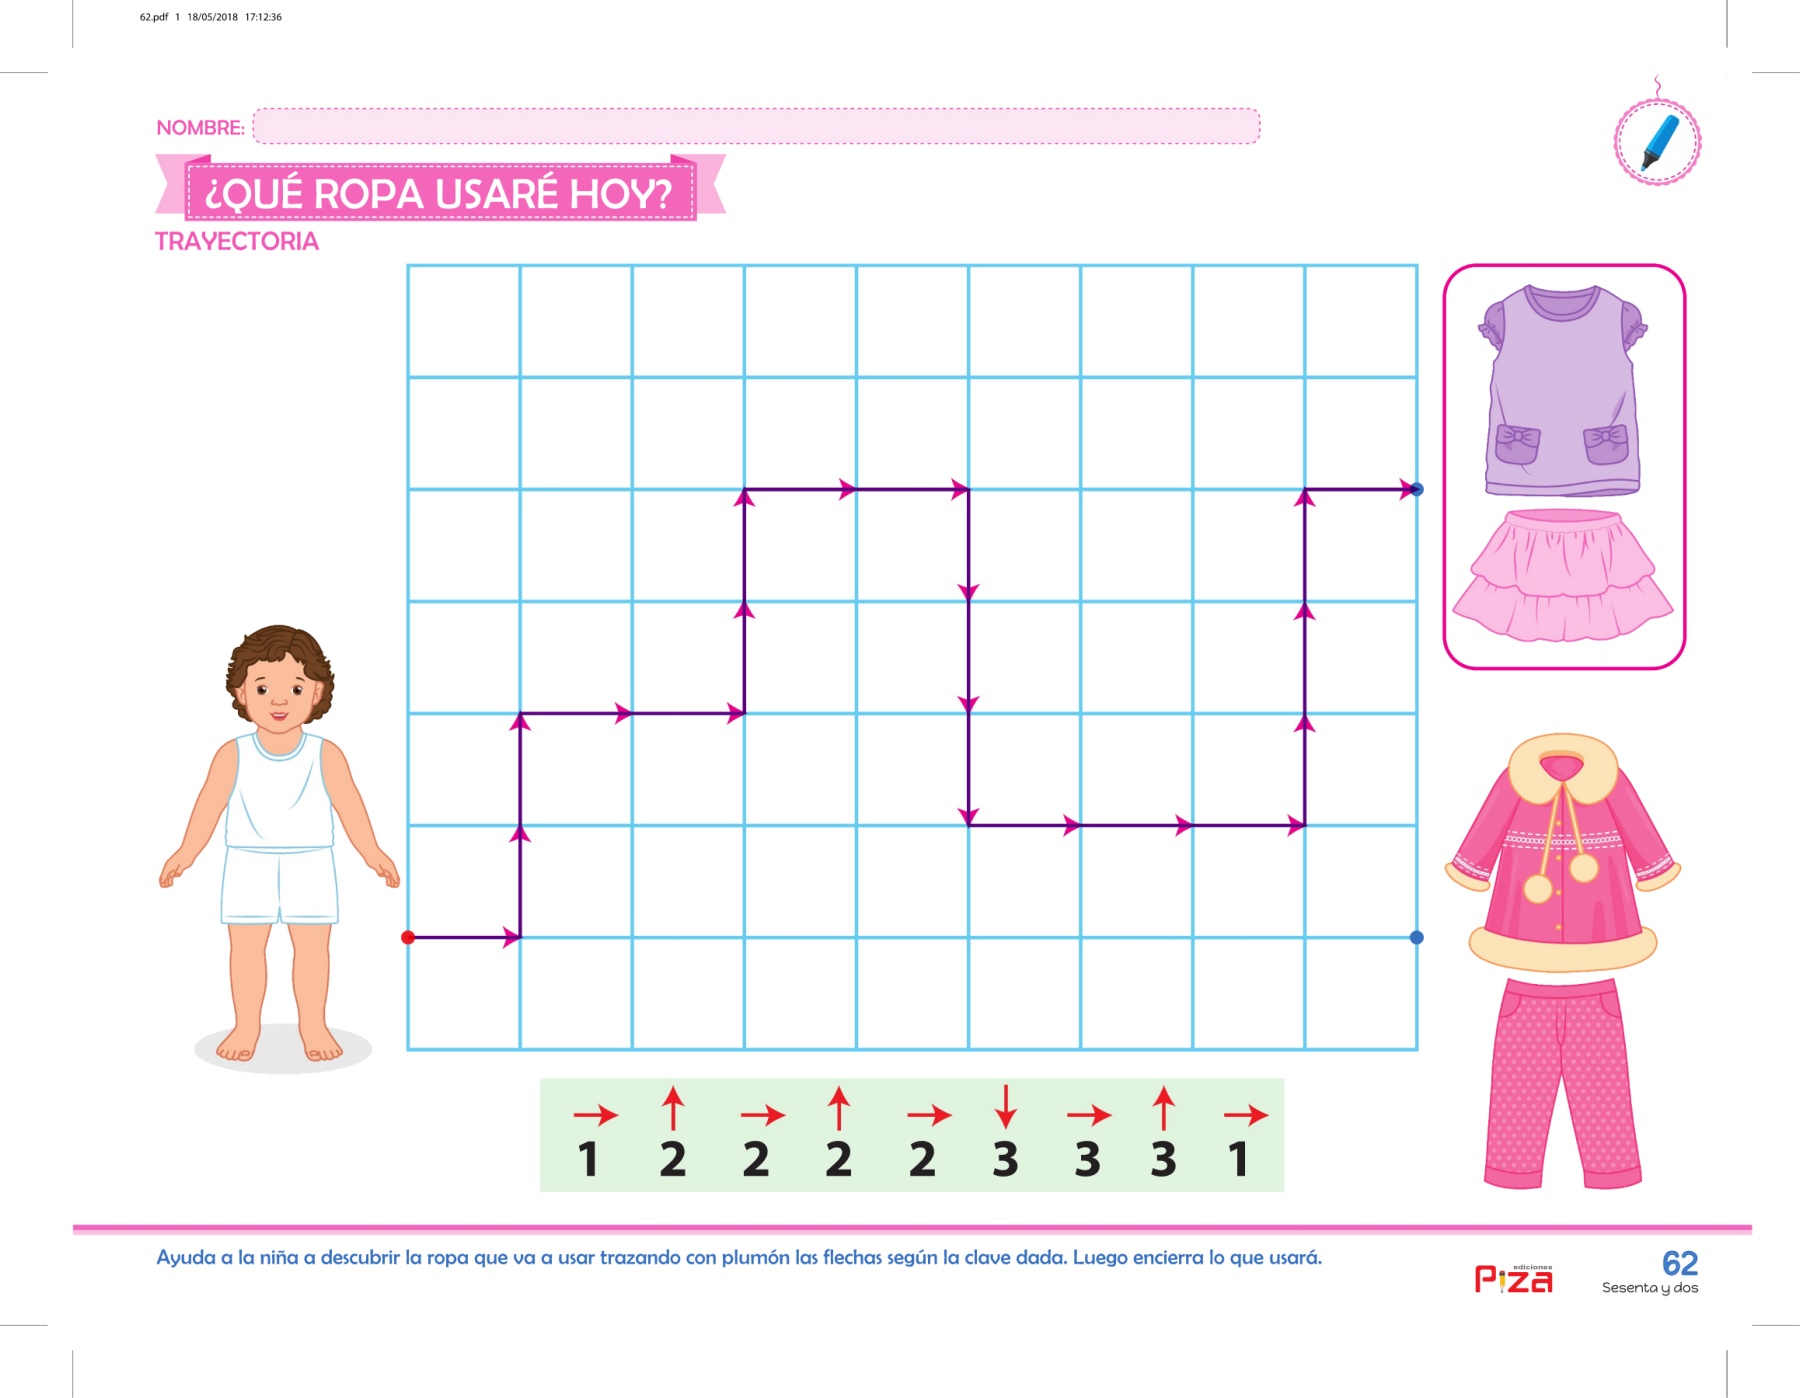 62.pdf 1 18/05/2018 17:12:36
NOMBRE:
¿QUÉ ROPA USARÉ HOY?
TRAYECTORIA
→ ↑ → ↑ → ↓ → ↑ →
1 2 2 2 2 3 3 3 1
Ayuda a la niña a descubrir la ropa que va a usar trazando con plumón las flechas según la clave dada. Luego encierra lo que usará.
ediciones
Piza
62
Sesenta y dos